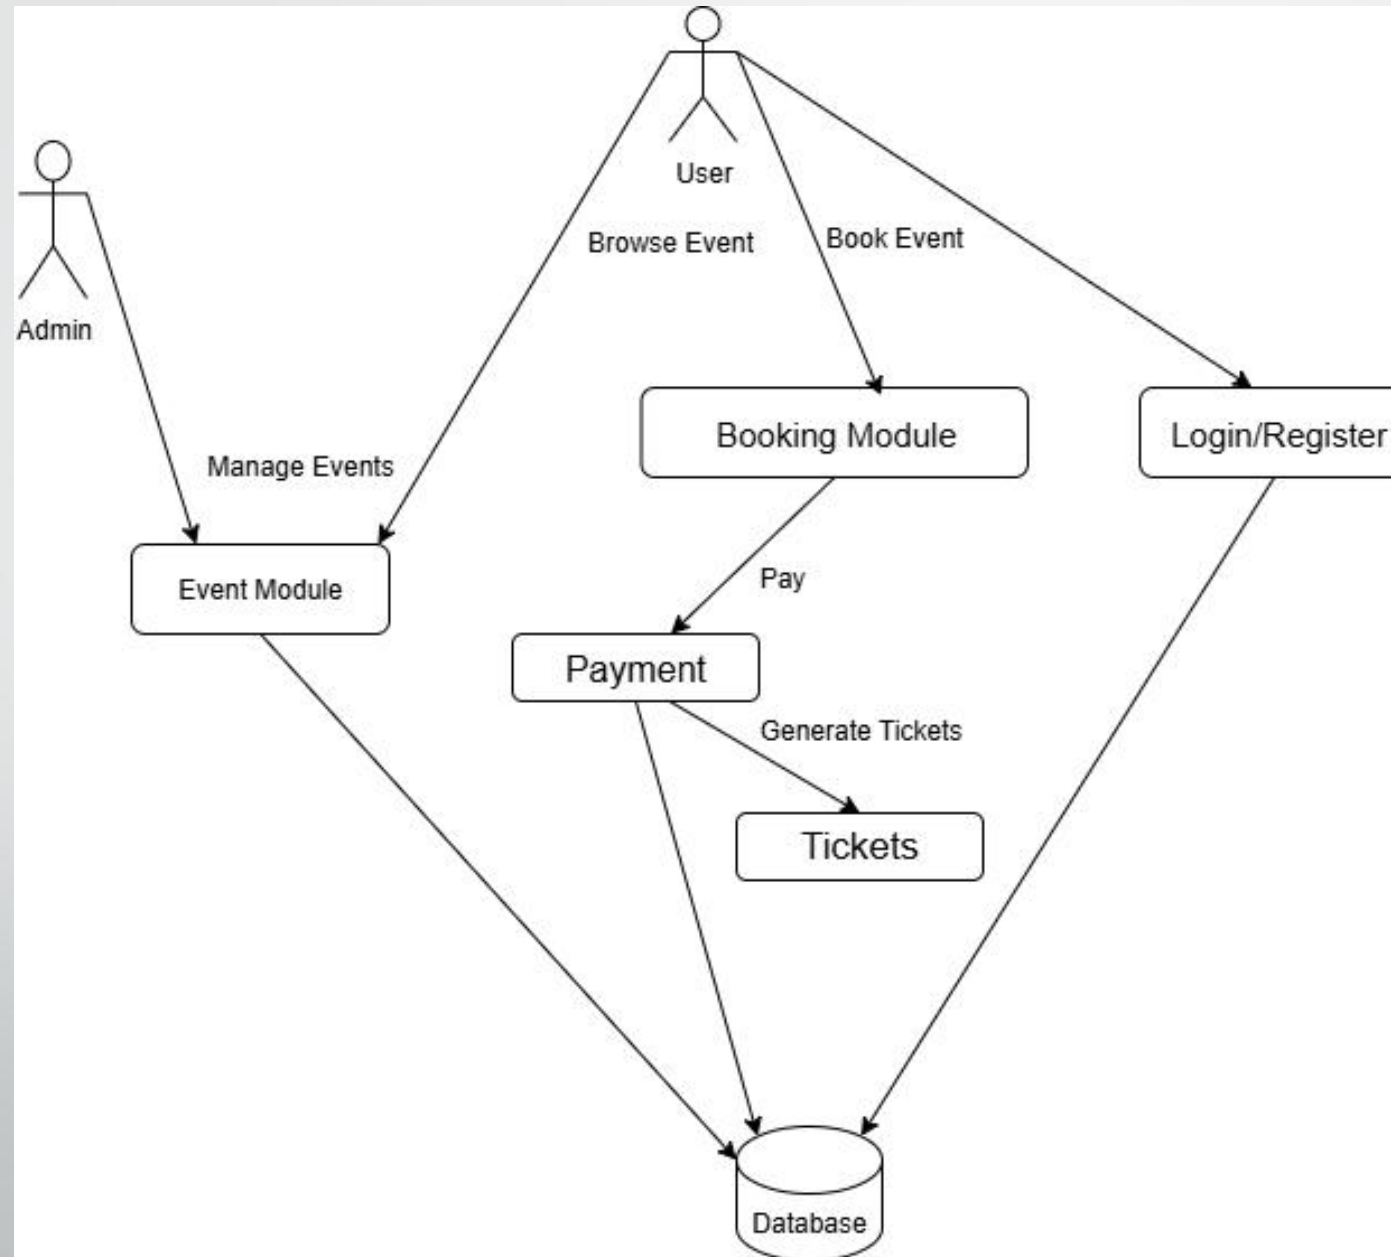 User
Browse Event
Book Event
Admin
Booking Module
Login/Register
Manage Events
Event Module
Pay
Payment
Generate Tickets
Tickets
Database